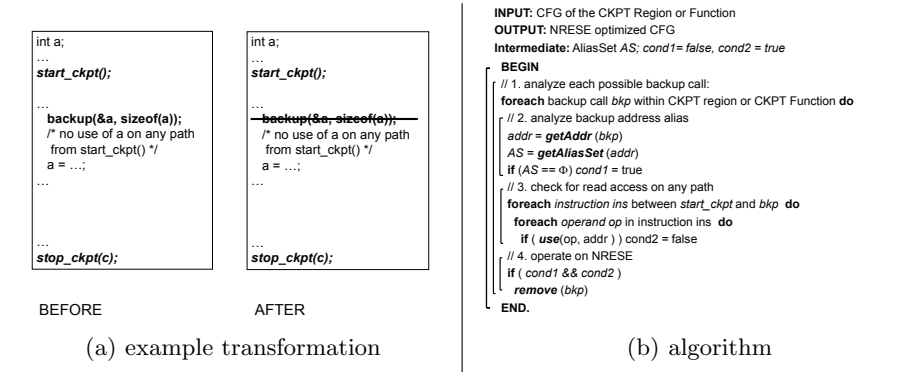 int a;
...
start_ckpt();
...
backup(&a, sizeof(a));
/* no use of a on any path
from start_ckpt() */
a = ...;
...
...
stop_ckpt(c);
BEFORE
int a;
...
start_ckpt();
...
backup(&a, sizeof(a));
/* no use of a on any path
from start_ckpt() */
a = ...;
...
...
stop_ckpt(c);
AFTER
(a) example transformation
INPUT: CFG of the CKPT Region or Function
OUTPUT: NRESE optimized CFG
Intermediate: AliasSet AS; cond1= false, cond2 = true
BEGIN
// 1. analyze each possible backup call:
foreach backup call bkp within CKPT region or CKPT Function do
// 2. analyze backup address alias
addr = getAddr (bkp)
AS = getAliasSet (addr)
if (AS == Φ) cond1 = true
// 3. check for read access on any path
foreach instruction ins between start_ckpt and bkp do
foreach operand op in instruction ins do
if ( use(op, addr ) ) cond2 = false
// 4. operate on NRESE
if ( cond1 && cond2 )
remove (bkp)
END.
(b) algorithm